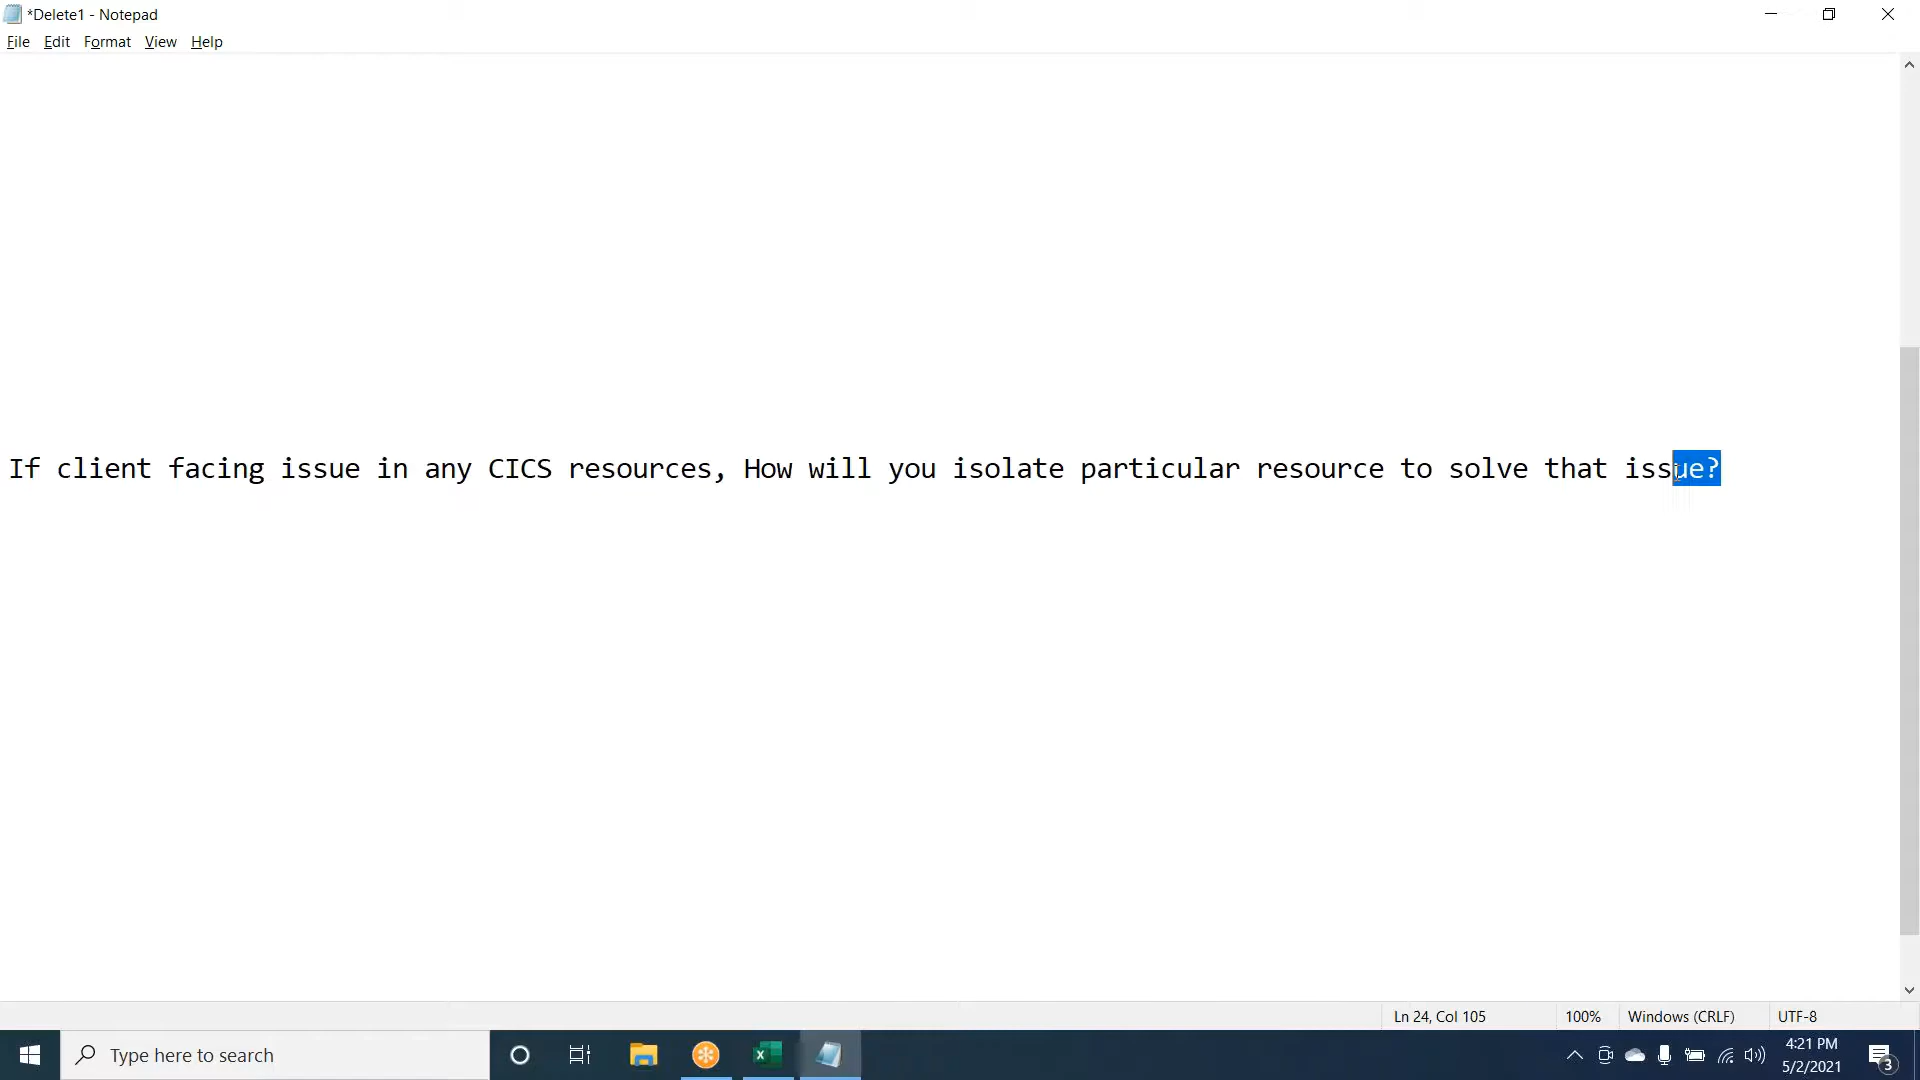 *Delete1 - Notepad
File Edit Format View Help
If client facing issue in any CICS resources, How will you isolate particular resource to solve that issue?
Ln 24, Col 105 100% Windows (CRLF) UTF-8
Type here to search
4:21 PM
5/2/2021
3